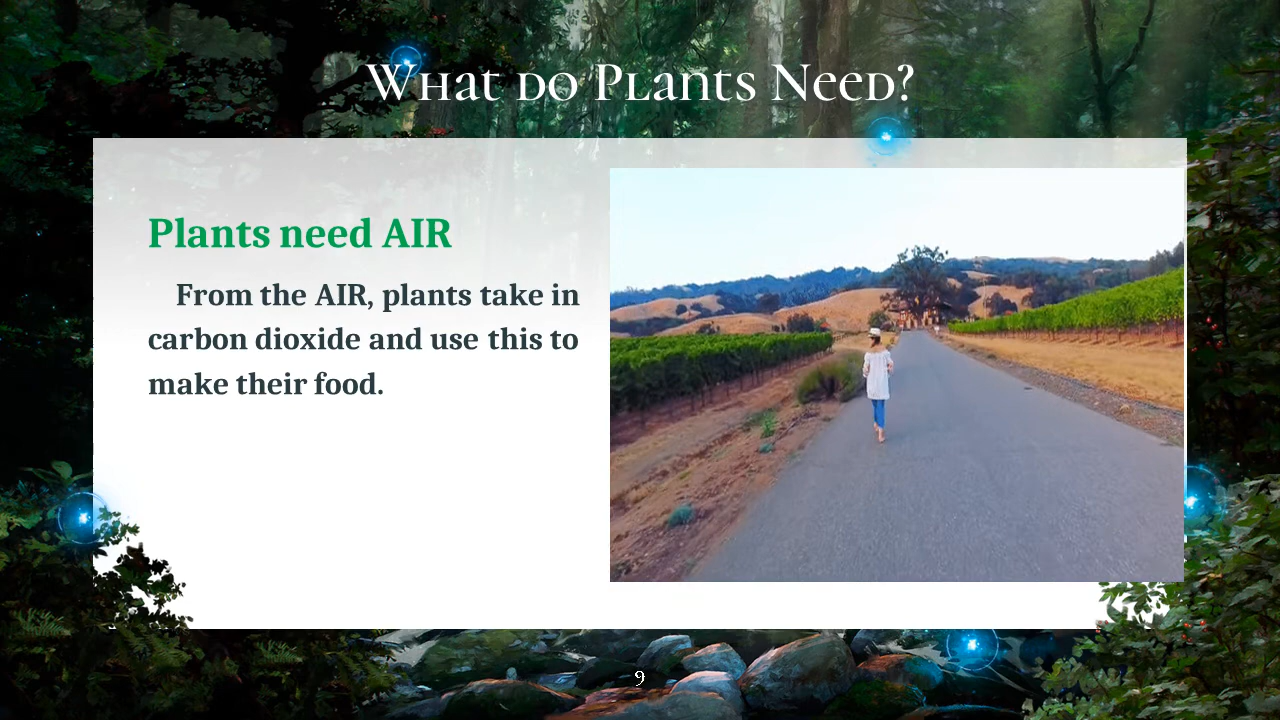 What do Plants Need?
Plants need AIR
From the AIR, plants take in
carbon dioxide and use this to
make their food.
9